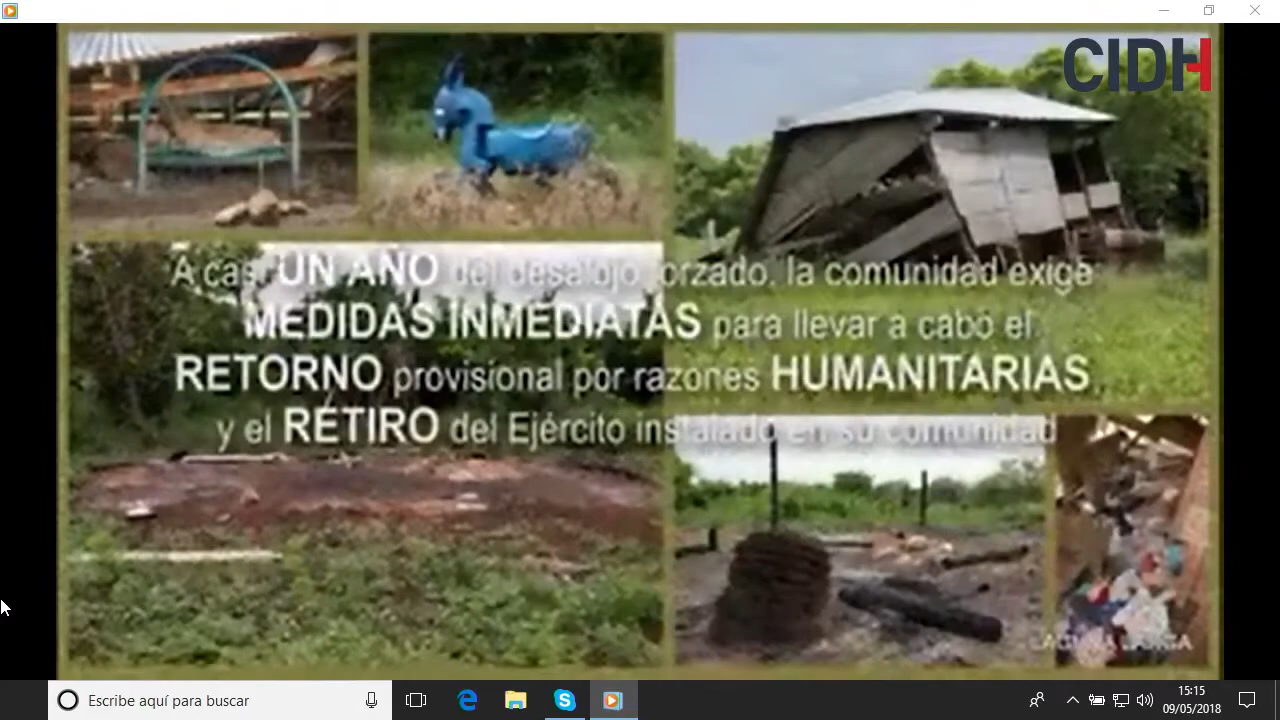 CIDH
A casi UN AÑO del desalojo forzado, la comunidad exige
MEDIDAS INMEDIATAS para llevar a cabo el
RETORNO provisional por razones HUMANITARIAS
y el RETIRO del Ejército instalado en su comunidad
LAGUNA LARGA
Escribe aquí para buscar
15:15
09/05/2018